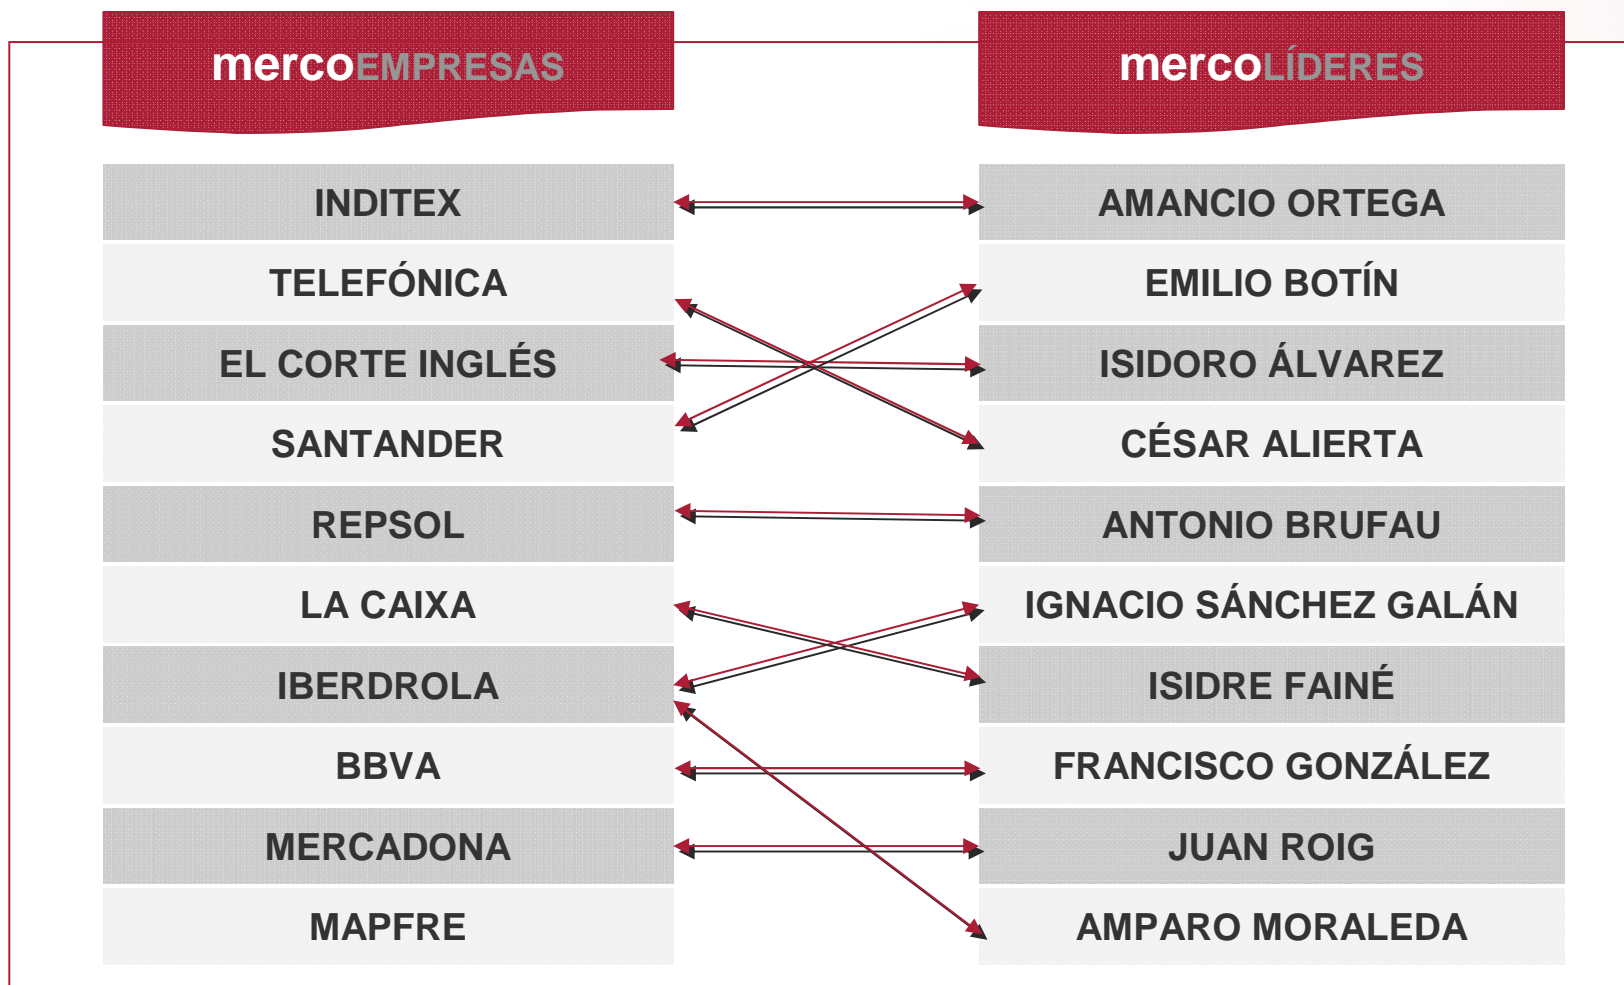 mercoEMPRESAS
mercoLÍDERES
INDITEX
AMANCIO ORTEGA
TELEFÓNICA
EMILIO BOTÍN
EL CORTE INGLÉS
ISIDORO ÁLVAREZ
SANTANDER
CÉSAR ALIERTA
REPSOL
ANTONIO BRUFAU
LA CAIXA
IGNACIO SÁNCHEZ GALÁN
IBERDROLA
ISIDRE FAINÉ
BBVA
FRANCISCO GONZÁLEZ
MERCADONA
JUAN ROIG
MAPFRE
AMPARO MORALEDA